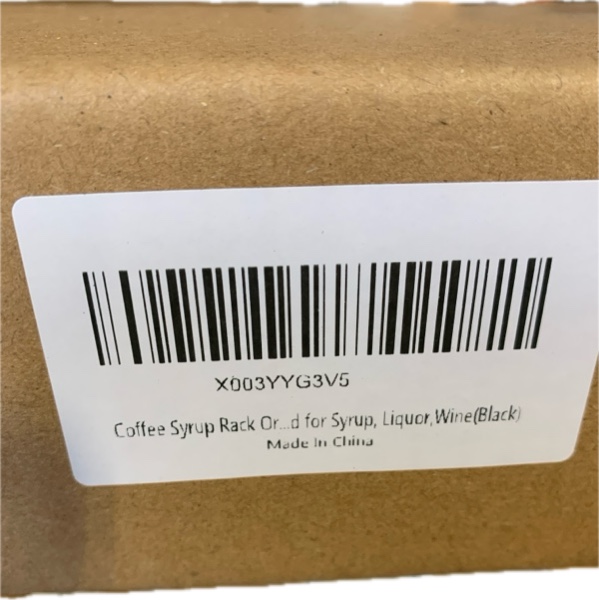 X003YYG3V5
Coffee Syrup Rack Or...d for Syrup, Liquor,Wine(Black)
Made In China